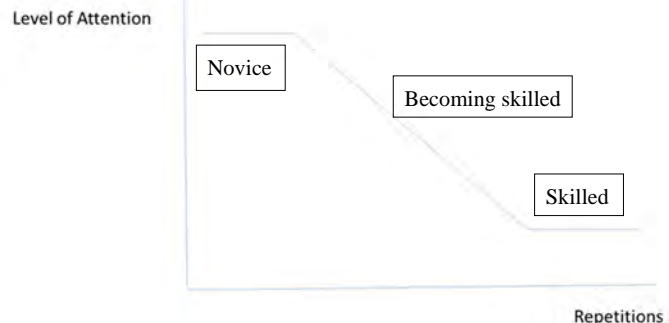 Level of Attention
Novice
Becoming skilled
Skilled
Repetitions